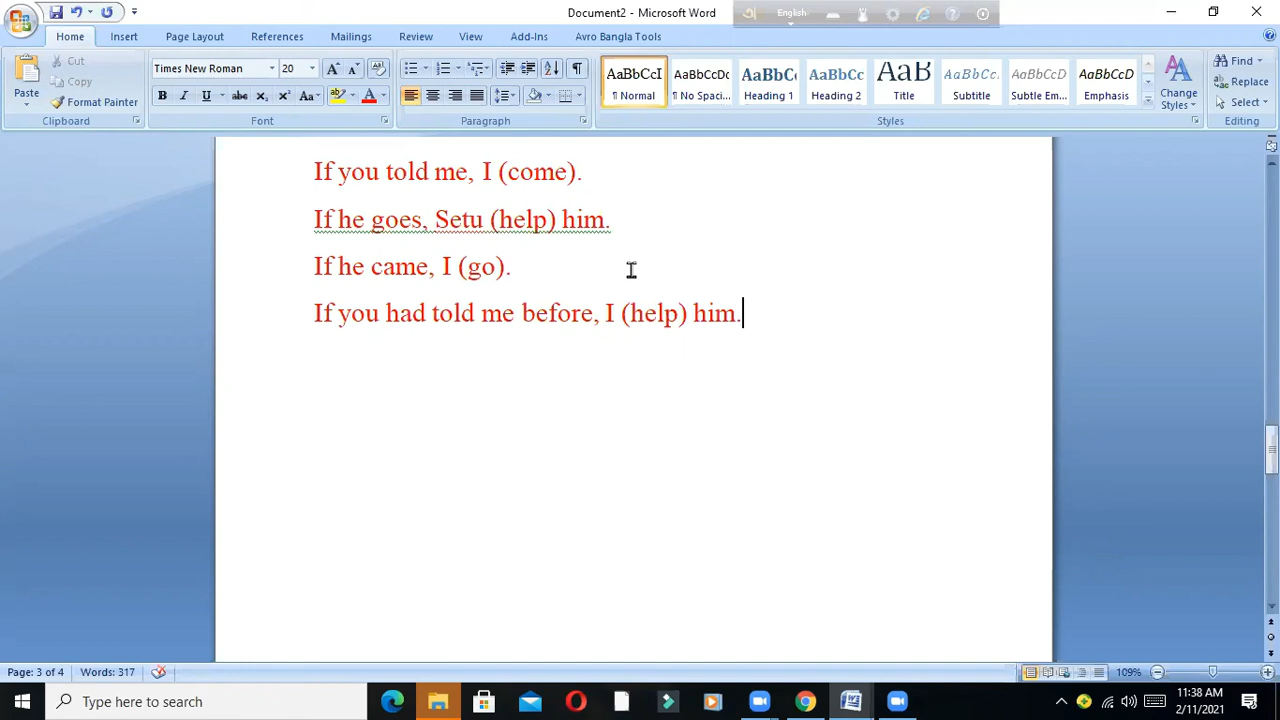 Document2 - Microsoft Word
English
Home Insert Page Layout References Mailings Review View Add-Ins Avro Bangla Tools
Paste
Cut
Copy
Format Painter
Clipboard
Times New Roman 20
Font
Paragraph
AaBbCcI AaBbCcDc AaBbC( AaBbCc AaB AaBbCc. AaBbCcD AaBbCcD
¶ Normal ¶ No Spaci... Heading 1 Heading 2 Title Subtitle Subtle Em... Emphasis
Styles
Change Styles
Find
Replace
Select
Editing
If you told me, I (come).
If he goes, Setu (help) him.
If he came, I (go).
If you had told me before, I (help) him.
Page: 3 of 4 Words: 317
109%
Type here to search
11:38 AM
2/11/2021